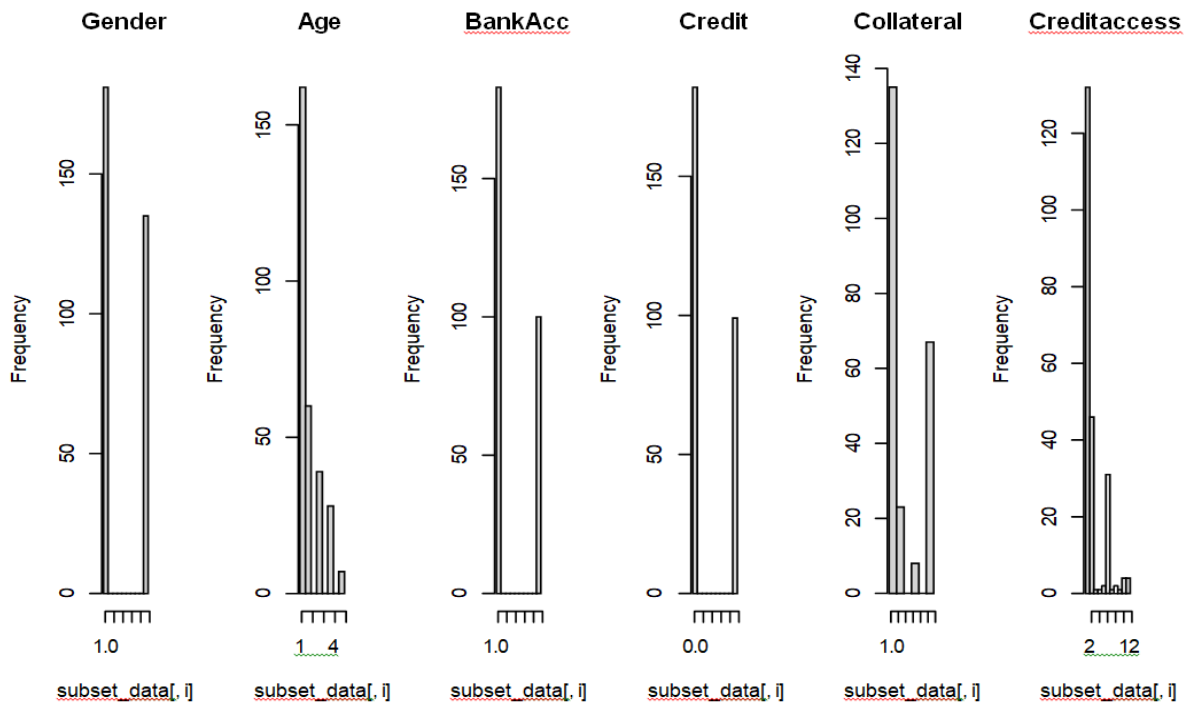 Gender Age BankAcc Credit Collateral Creditaccess
Frequency 0 50 100 150
1.0
subset_data[, i]
Frequency 0 50 100 150
1 4
subset_data[, i]
Frequency 0 50 100 150
1.0
subset_data[, i]
Frequency 0 50 100 150
0.0
subset_data[, i]
Frequency 0 20 40 60 80 100 120 140
1.0
subset_data[, i]
Frequency 0 20 40 60 80 100 120
2 12
subset_data[, i]